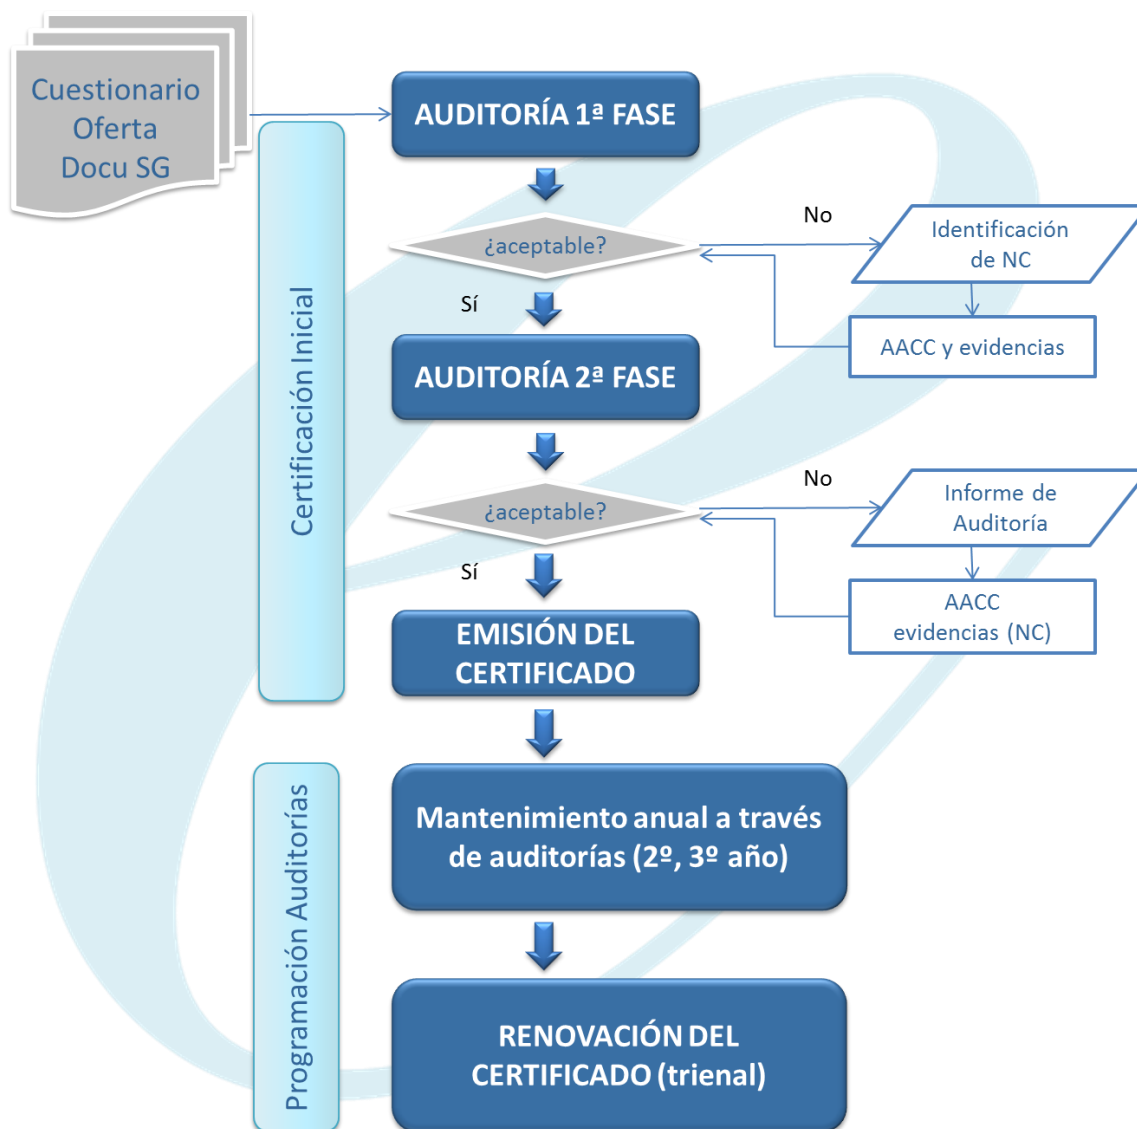 Cuestionario
Oferta
Docu SG
AUDITORÍA 1ª FASE
¿aceptable?
No
Identificación
de NC
AACC y evidencias
Sí
AUDITORÍA 2ª FASE
¿aceptable?
No
Informe de
Auditoría
AACC
evidencias (NC)
Sí
EMISIÓN DEL
CERTIFICADO
Certificación Inicial
Mantenimiento anual a través
de auditorías (2º, 3º año)
RENOVACIÓN DEL
CERTIFICADO (trienal)
Programación Auditorías